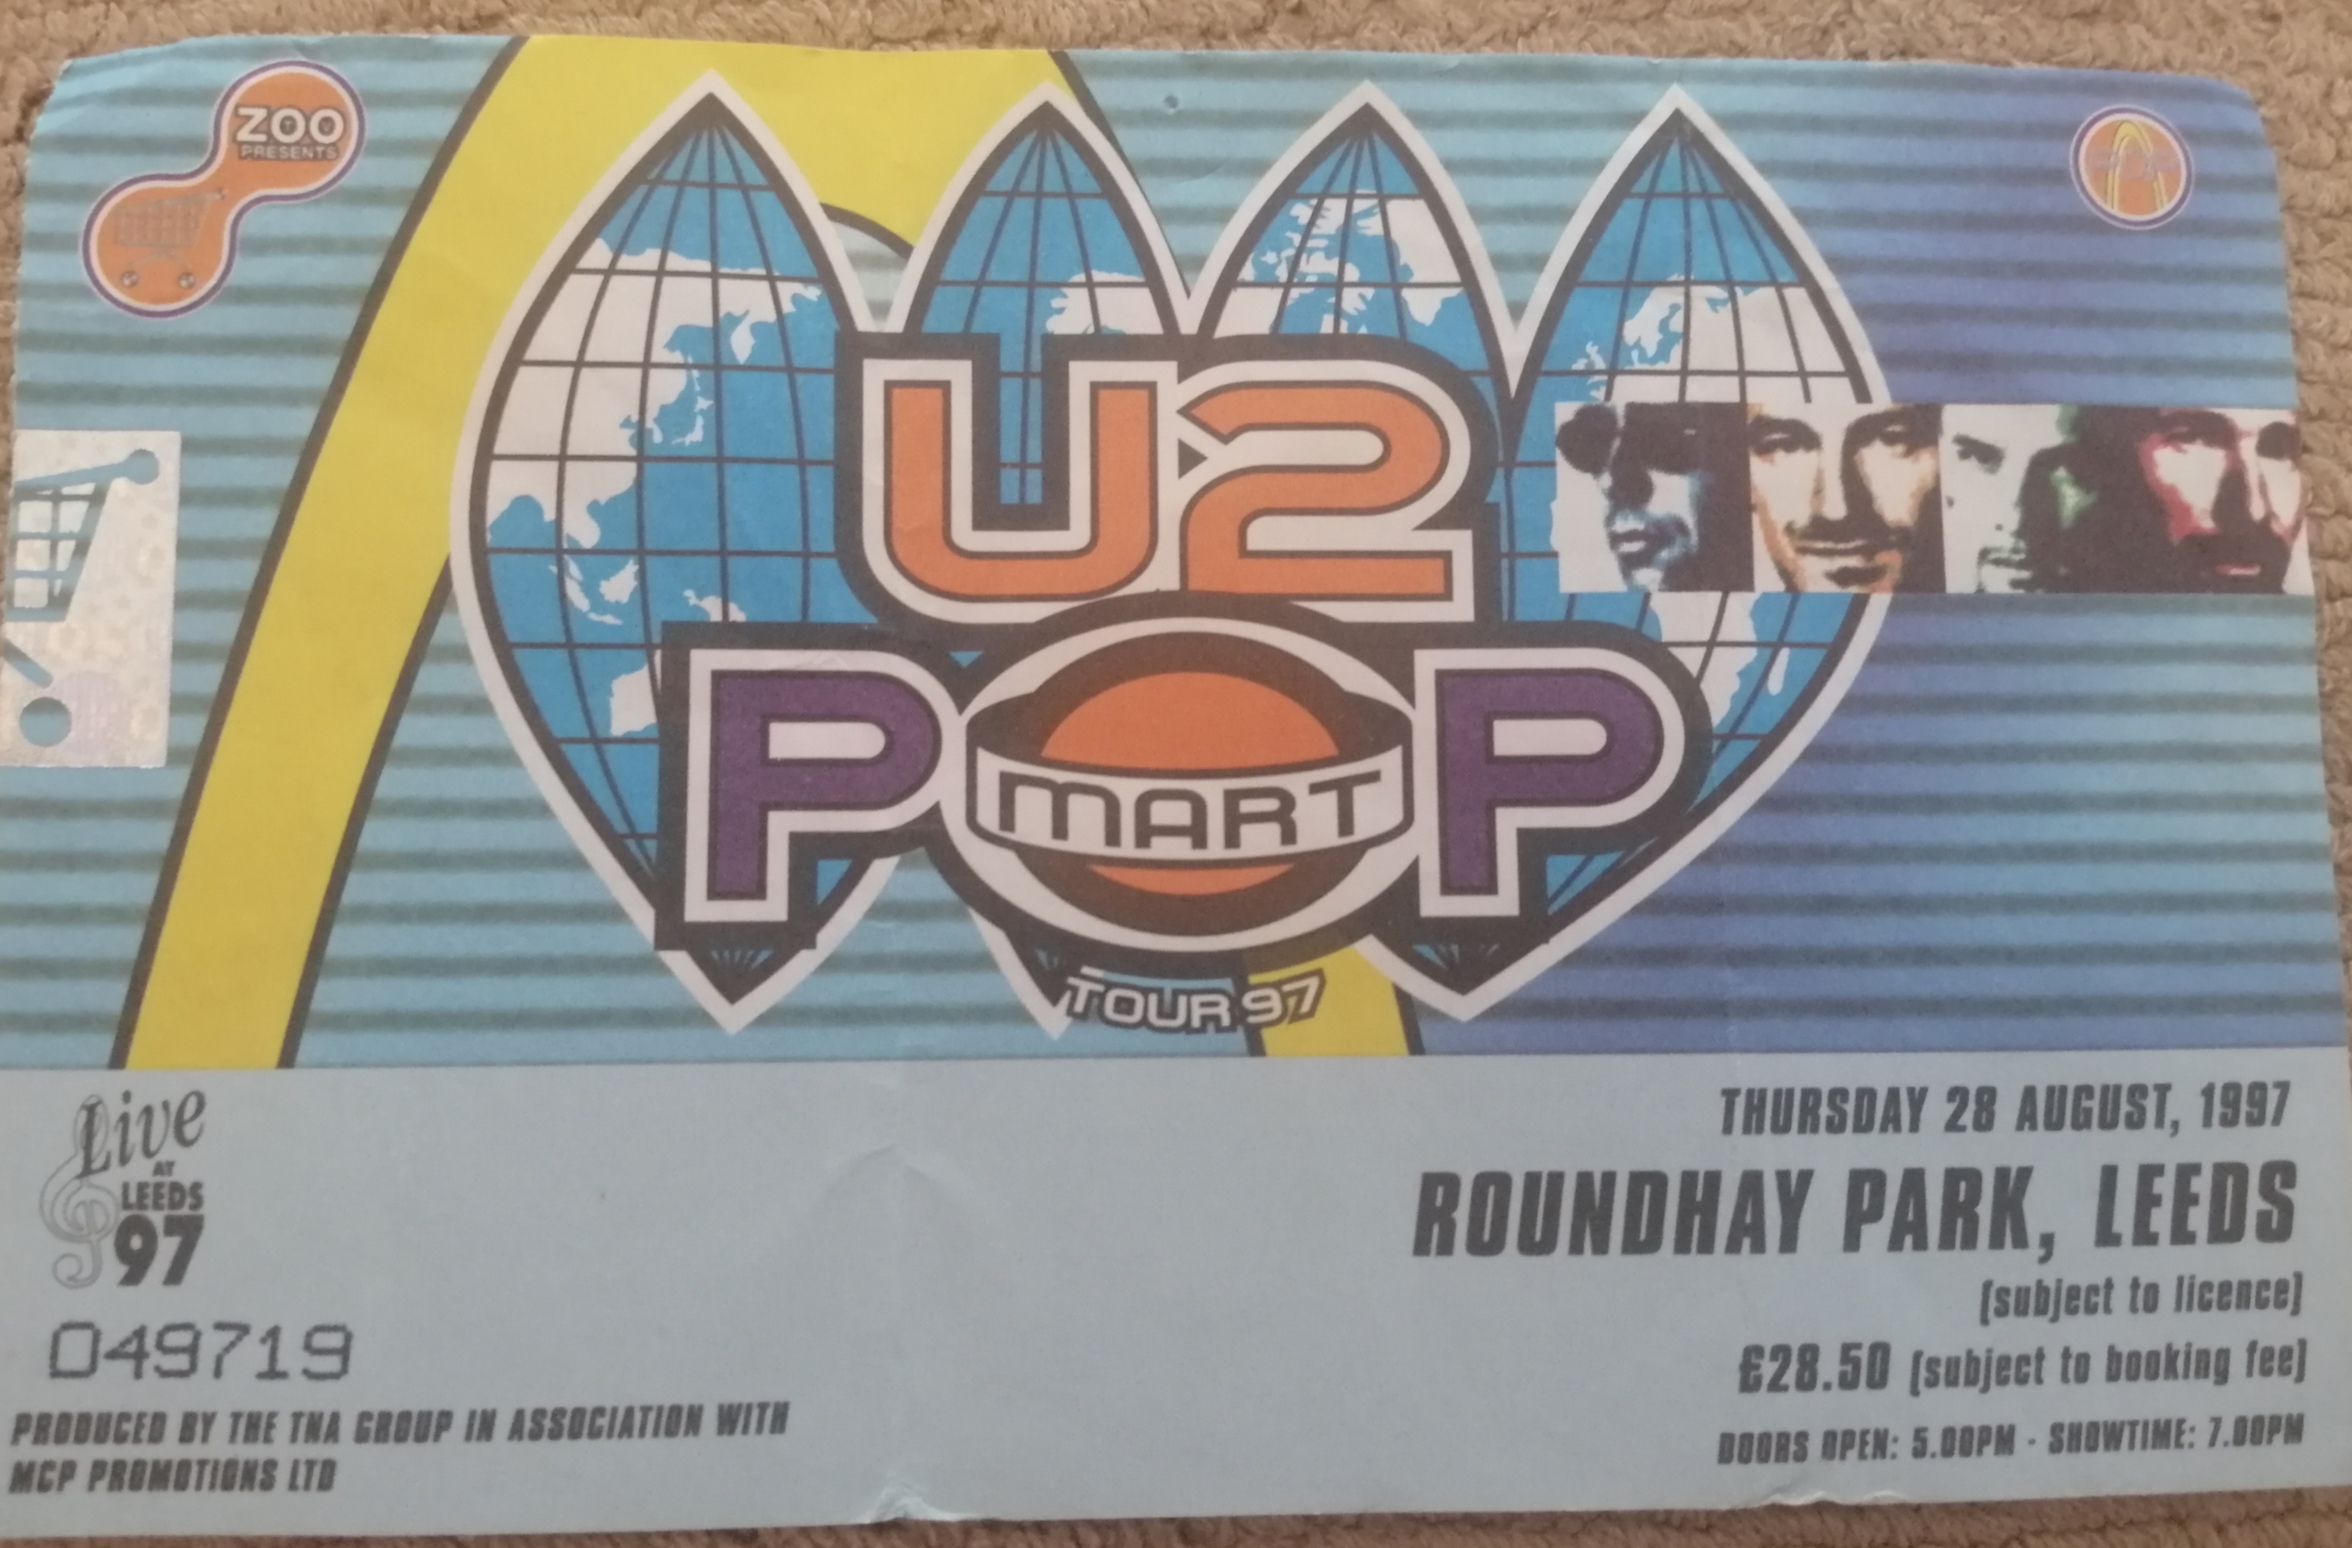 ZOO
PRESENTS
POP
U2
POP
MART
TOUR 97
Live
AT
LEEDS
97
049719
PRODUCED BY THE TNA GROUP IN ASSOCIATION WITH
MCP PROMOTIONS LTD
THURSDAY 28 AUGUST, 1997
ROUNDHAY PARK, LEEDS
(subject to licence)
£28.50 (subject to booking fee)
DOORS OPEN: 5.00PM - SHOWTIME: 7.00PM